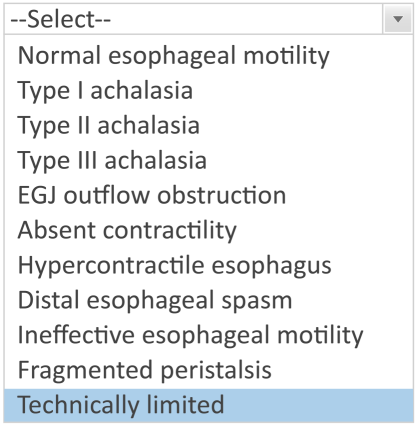 --Select--
Normal esophageal motility
Type I achalasia
Type II achalasia
Type III achalasia
EGJ outflow obstruction
Absent contractility
Hypercontractile esophagus
Distal esophageal spasm
Ineffective esophageal motility
Fragmented peristalsis
Technically limited